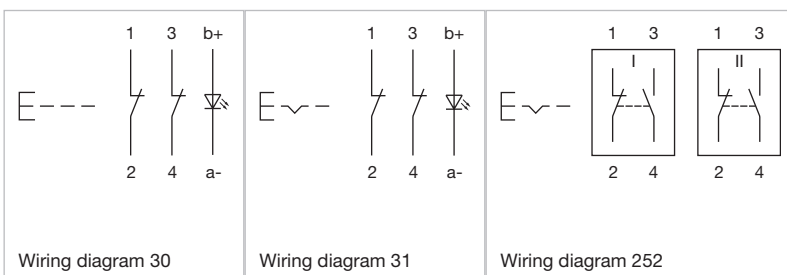 1 3 b+
2 4 a-
Wiring diagram 30
1 3 b+
2 4 a-
Wiring diagram 31
1 3 1 3
I II
2 4 2 4
Wiring diagram 252